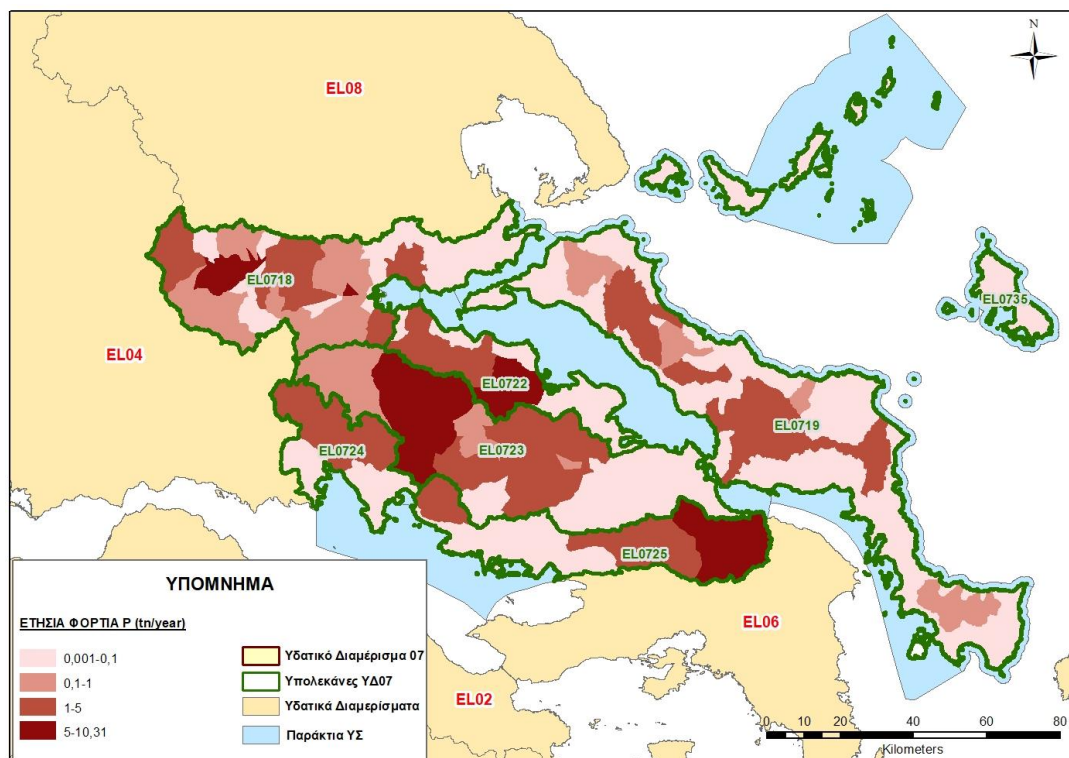 N
EL08
EL0718
EL0735
EL04
EL0722
EL0719
EL0724
EL0723
EL0725
EL06
EL02
ΥΠΟΜΝΗΜΑ
ΕΤΗΣΙΑ ΦΟΡΤΙΑ P (tn/year)
0,001-0,1
0,1-1
1-5
5-10,31
Υδατικό Διαμέρισμα 07
Υπολεκάνες ΥΔ07
Υδατικά Διαμερίσματα
Παράκτια ΥΣ
0 10 20 40 60 80
Kilometers